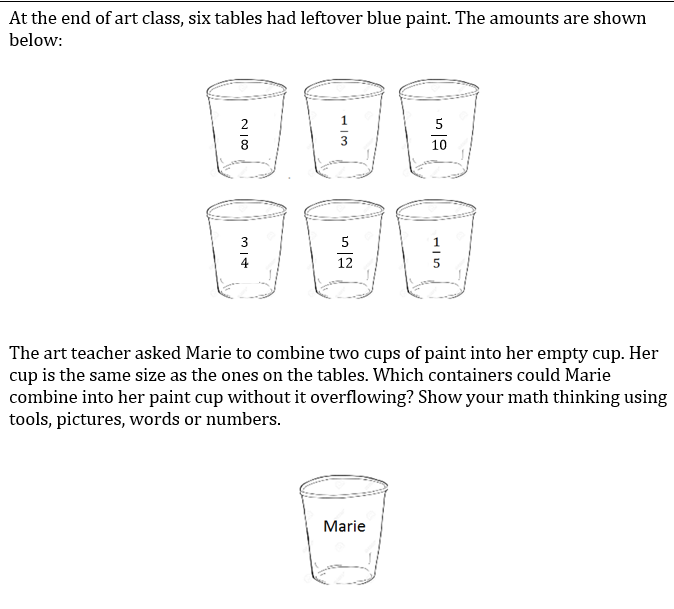 At the end of art class, six tables had leftover blue paint. The amounts are shown
below:
2/8 1/3 5/10
3/4 5/12 1/5
The art teacher asked Marie to combine two cups of paint into her empty cup. Her
cup is the same size as the ones on the tables. Which containers could Marie
combine into her paint cup without it overflowing? Show your math thinking using
tools, pictures, words or numbers.
Marie